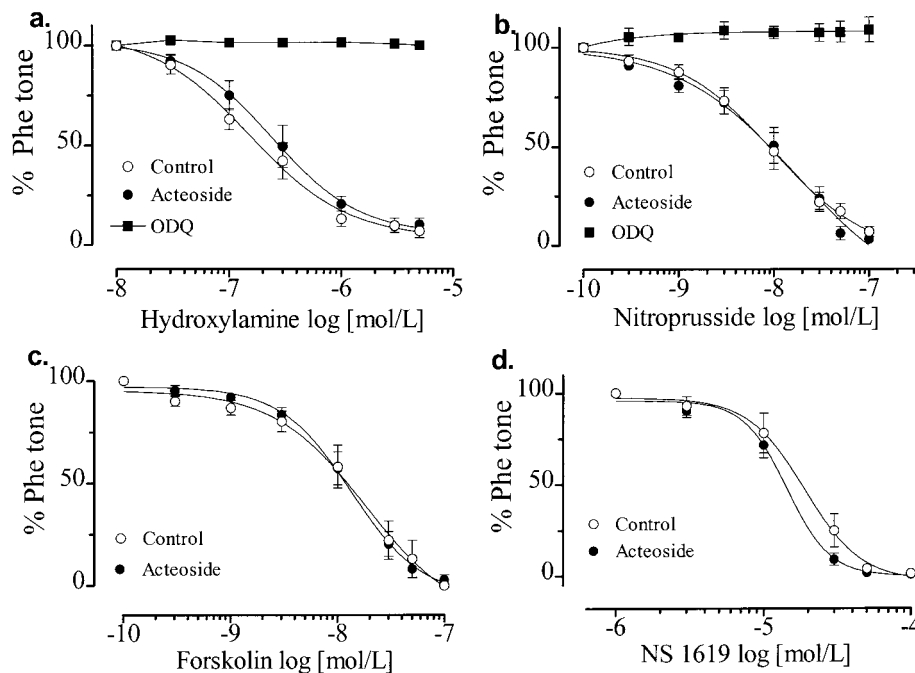 a.
% Phe tone
100
50
0
Control
Acteoside
ODQ
-8
-7
-6
-5
Hydroxylamine log [mol/L]
b.
% Phe tone
100
50
0
Control
Acteoside
ODQ
-10
-9
-8
-7
Nitroprusside log [mol/L]
c.
% Phe tone
100
50
0
Control
Acteoside
-10
-9
-8
-7
Forskolin log [mol/L]
d.
% Phe tone
100
50
0
Control
Acteoside
-6
-5
-4
NS 1619 log [mol/L]